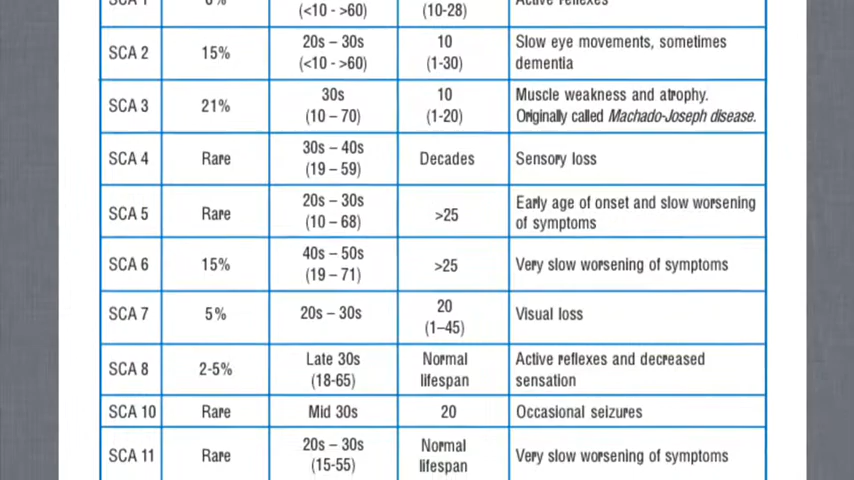 SCA 1 6% (<10 - >60) (10-28) Active reflexes
SCA 2 15% 20s – 30s (<10 - >60) 10 (1-30) Slow eye movements, sometimes dementia
SCA 3 21% 30s (10 – 70) 10 (1-20) Muscle weakness and atrophy. Originally called Machado-Joseph disease.
SCA 4 Rare 30s – 40s (19 – 59) Decades Sensory loss
SCA 5 Rare 20s – 30s (10 – 68) >25 Early age of onset and slow worsening of symptoms
SCA 6 15% 40s – 50s (19 – 71) >25 Very slow worsening of symptoms
SCA 7 5% 20s – 30s 20 (1–45) Visual loss
SCA 8 2-5% Late 30s (18-65) Normal lifespan Active reflexes and decreased sensation
SCA 10 Rare Mid 30s 20 Occasional seizures
SCA 11 Rare 20s – 30s (15-55) Normal lifespan Very slow worsening of symptoms